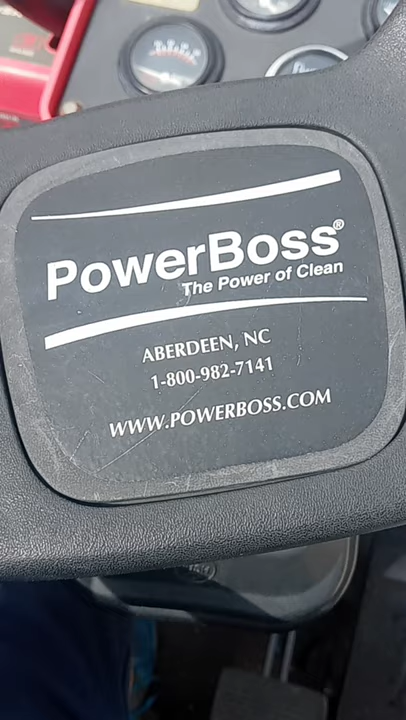 PowerBoss®
The Power of Clean
ABERDEEN, NC
1-800-982-7141
WWW.POWERBOSS.COM